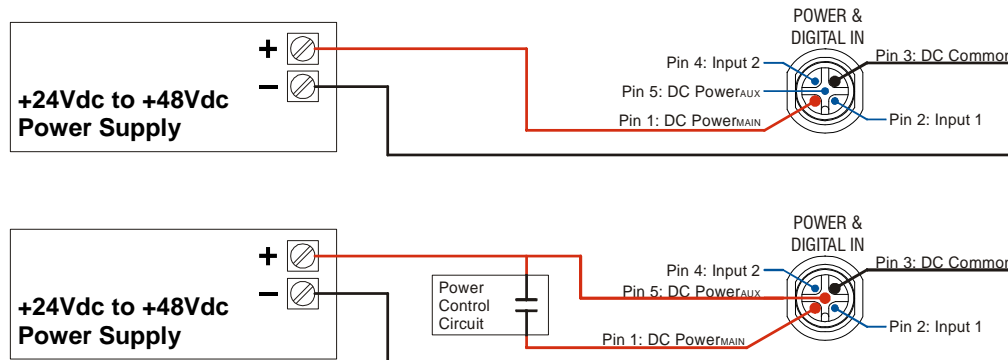 POWER &
DIGITAL IN
+
Pin 4: Input 2
Pin 3: DC Common
−
+24Vdc to +48Vdc
Power Supply
Pin 5: DC PowerAUX
Pin 1: DC PowerMAIN
Pin 2: Input 1
POWER &
DIGITAL IN
+
Pin 4: Input 2
Pin 3: DC Common
−
+24Vdc to +48Vdc
Power Supply
Power
Control
Circuit
Pin 5: DC PowerAUX
Pin 1: DC PowerMAIN
Pin 2: Input 1